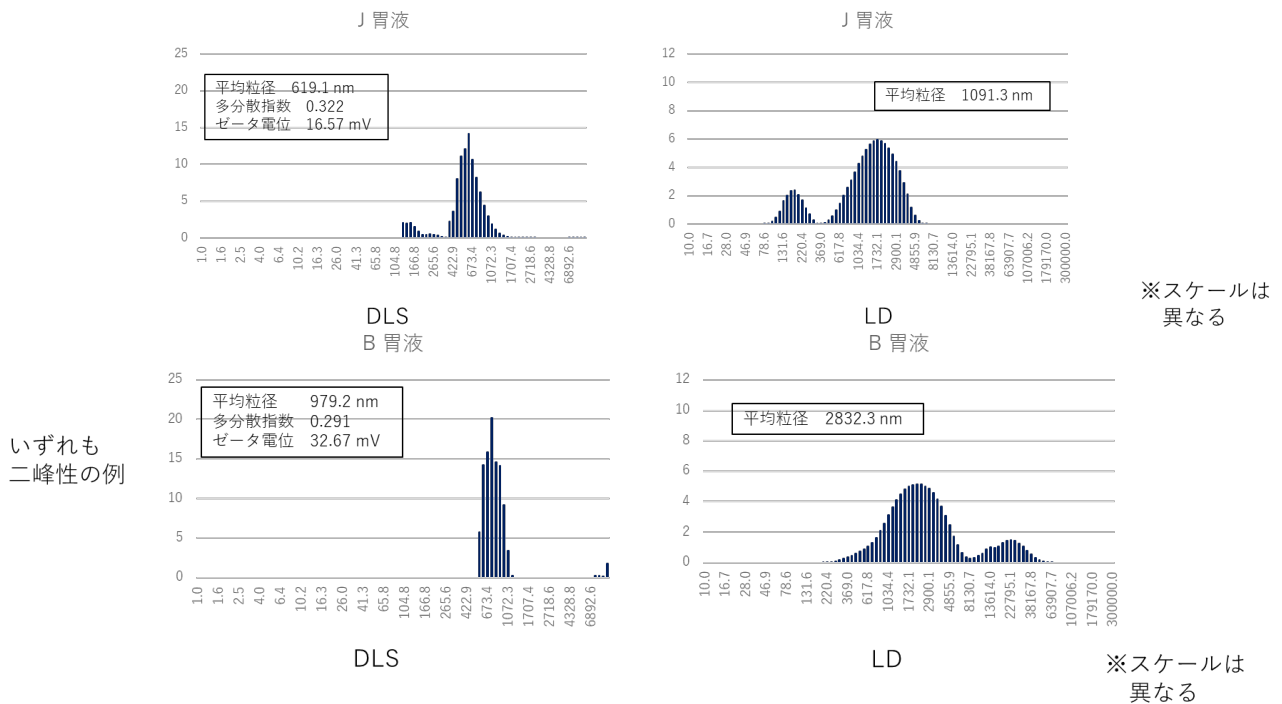 J 胃液
25
20
15
10
5
0
平均粒径 619.1 nm
多分散指数 0.322
ゼータ電位 16.57 mV
1.0 1.6 2.5 4.0 6.4 10.2 16.3 26.0 41.3 65.8 104.8 166.8 265.6 422.9 673.4 1072.3 1707.4 2718.6 4328.8 6892.6
DLS
J 胃液
12
10
8
6
4
2
0
平均粒径 1091.3 nm
10.0 16.7 28.0 46.9 78.6 131.6 220.4 369.0 617.8 1034.4 1732.1 2900.1 4855.9 8130.7 13614.0 22795.1 38167.8 63907.7 107006.2 179170.0 300000.0
LD
※スケールは
異なる
いずれも
二峰性の例
B 胃液
25
20
15
10
5
0
平均粒径 979.2 nm
多分散指数 0.291
ゼータ電位 32.67 mV
1.0 1.6 2.5 4.0 6.4 10.2 16.3 26.0 41.3 65.8 104.8 166.8 265.6 422.9 673.4 1072.3 1707.4 2718.6 4328.8 6892.6
DLS
B 胃液
12
10
8
6
4
2
0
平均粒径 2832.3 nm
10.0 16.7 28.0 46.9 78.6 131.6 220.4 369.0 617.8 1034.4 1732.1 2900.1 4855.9 8130.7 13614.0 22795.1 38167.8 63907.7 107006.2 179170.0 300000.0
LD
※スケールは
異なる